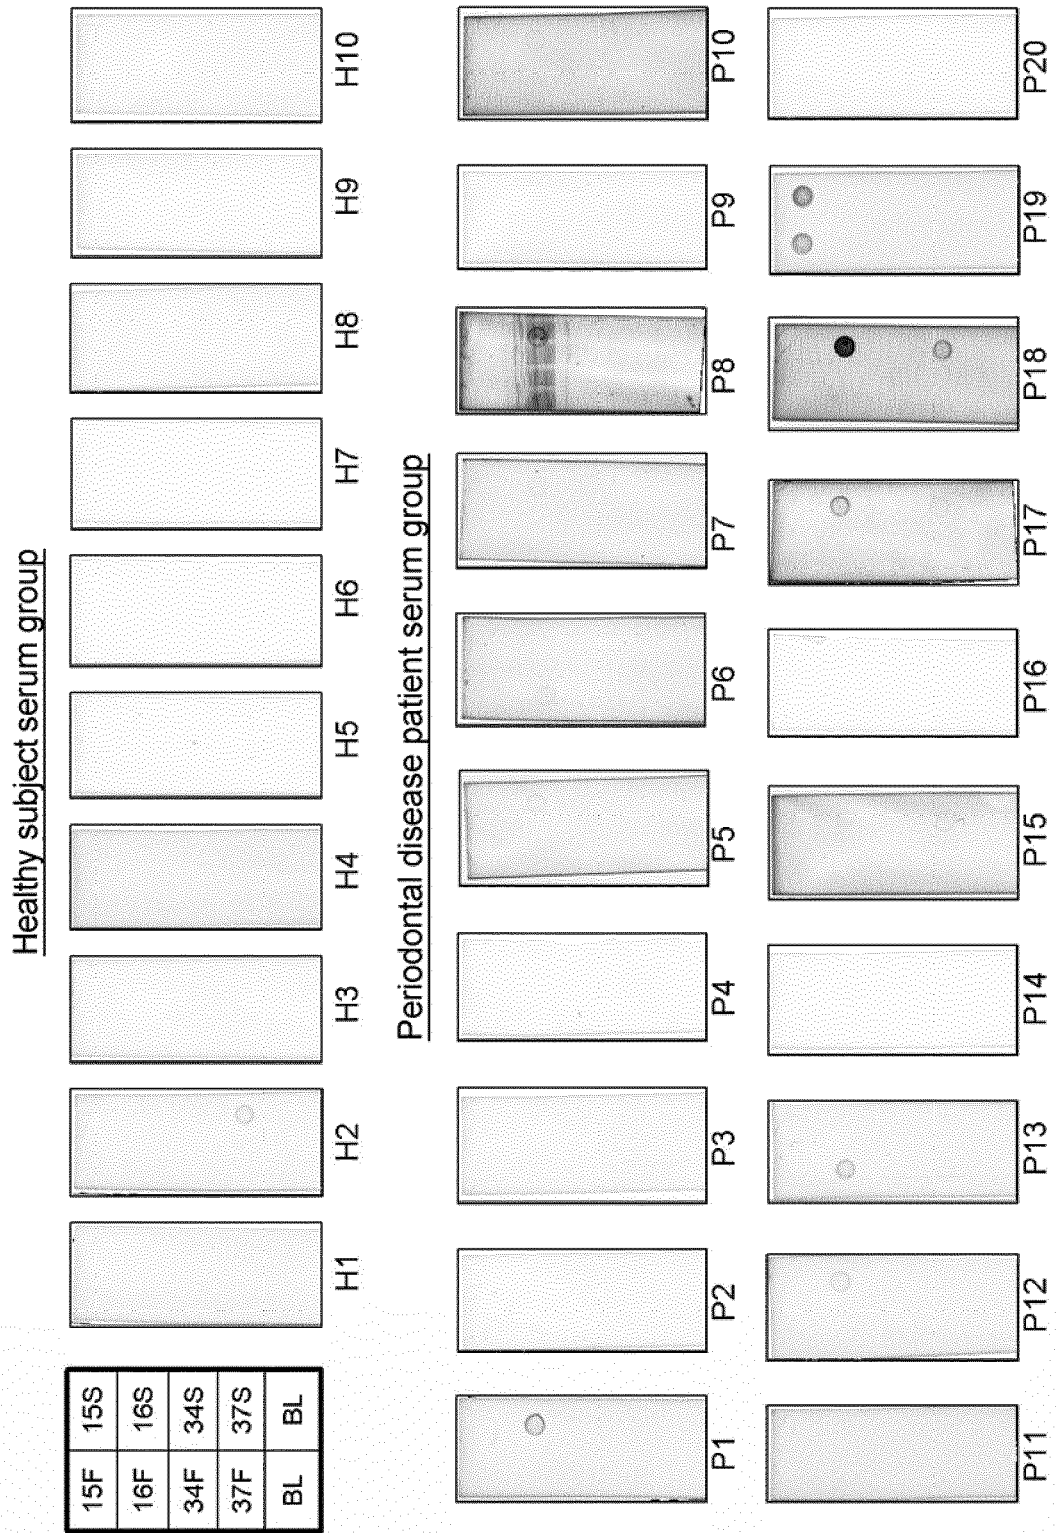 Healthy subject serum group
15F 15S
16F 16S
34F 34S
37F 37S
BL BL
H1 H2 H3 H4 H5 H6 H7 H8 H9 H10
Periodontal disease patient serum group
P1 P2 P3 P4 P5 P6 P7 P8 P9 P10
P11 P12 P13 P14 P15 P16 P17 P18 P19 P20